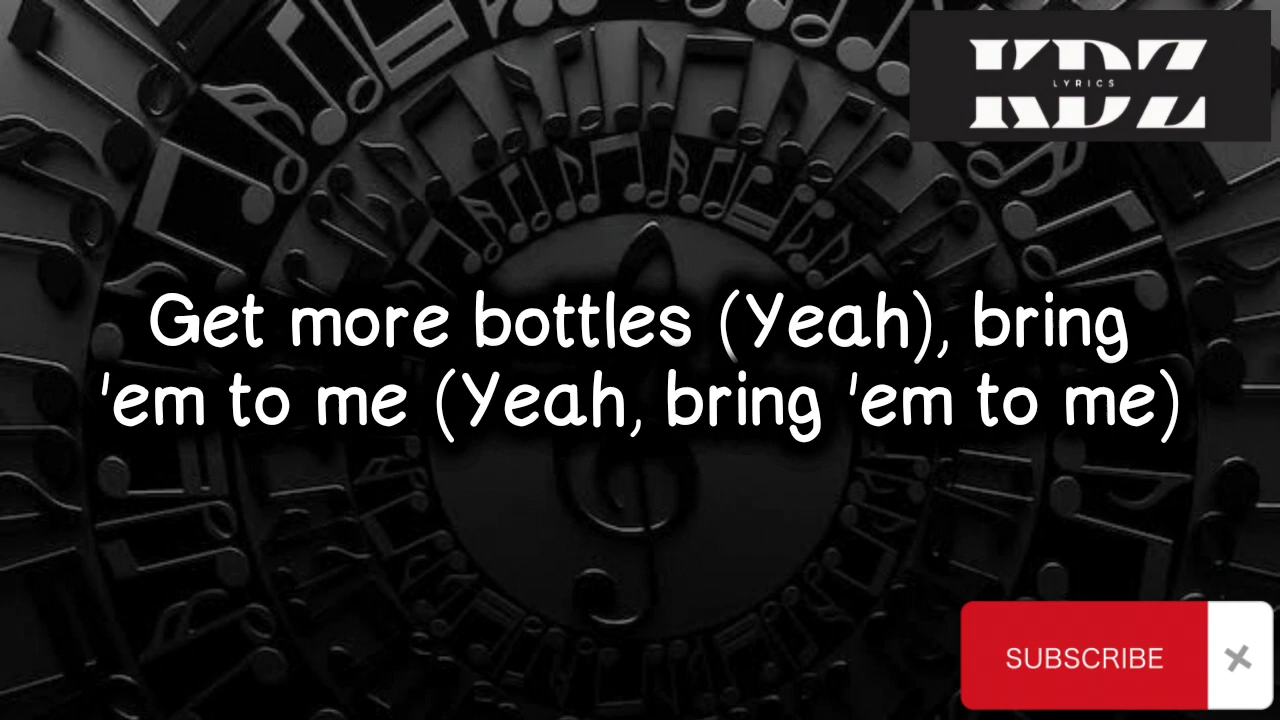 KDZ
LYRICS
Get more bottles (Yeah), bring
'em to me (Yeah, bring 'em to me)
SUBSCRIBE